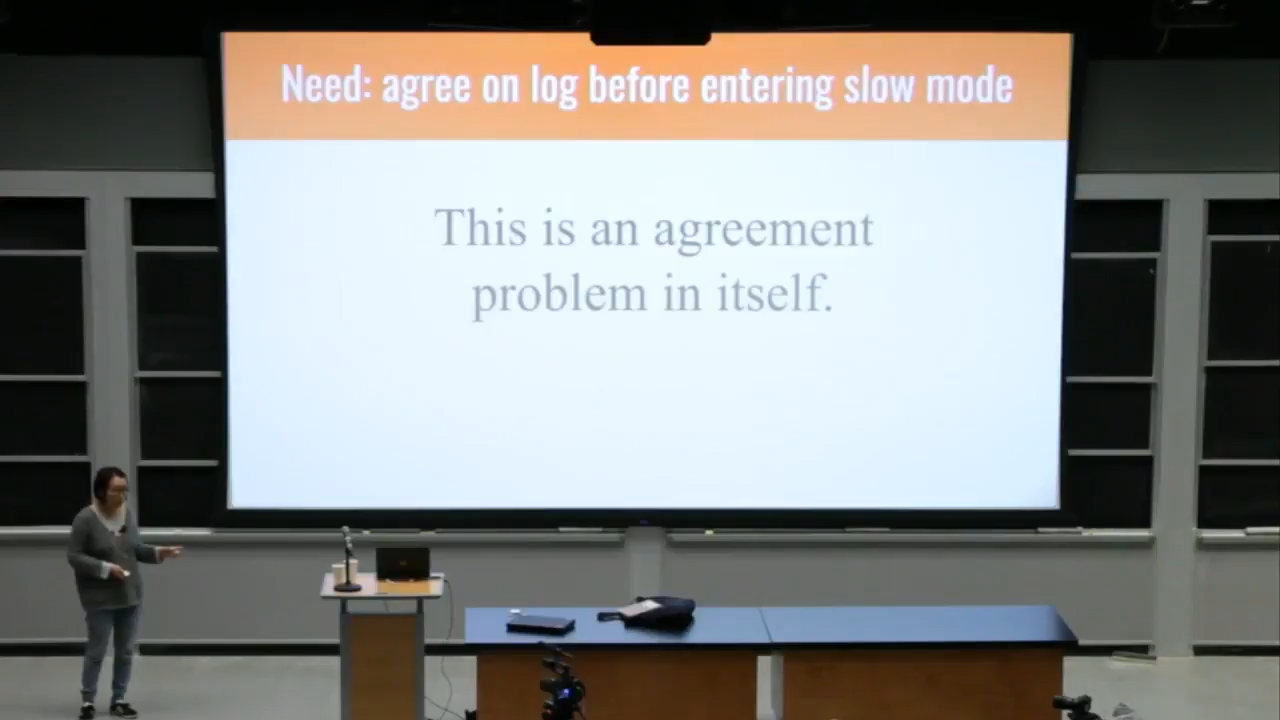 Need: agree on log before entering slow mode
This is an agreement
problem in itself.